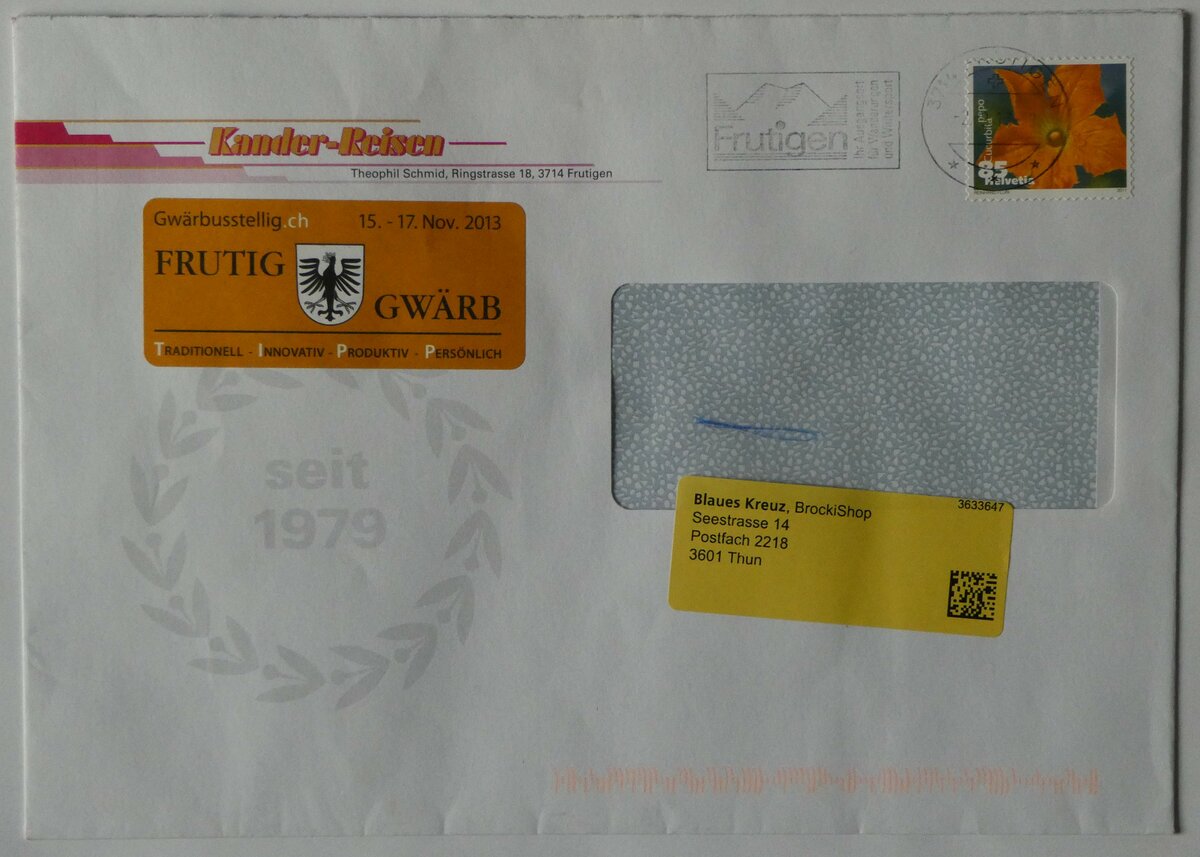 Kander-Reisen
Theophil Schmid, Ringstrasse 18, 3714 Frutigen
Gwärbusstellig.ch 15. - 17. Nov. 2013
FRUTIG
GWÄRB
TRADITIONELL - INNOVATIV - PRODUKTIV - PERSÖNLICH
seit
1979
Frutigen
Ihr Ausgangsort
für Wanderungen
und Wintersport
Cucurbita pepo
85
Helvetia
Blaues Kreuz, BrockiShop 3633647
Seestrasse 14
Postfach 2218
3601 Thun